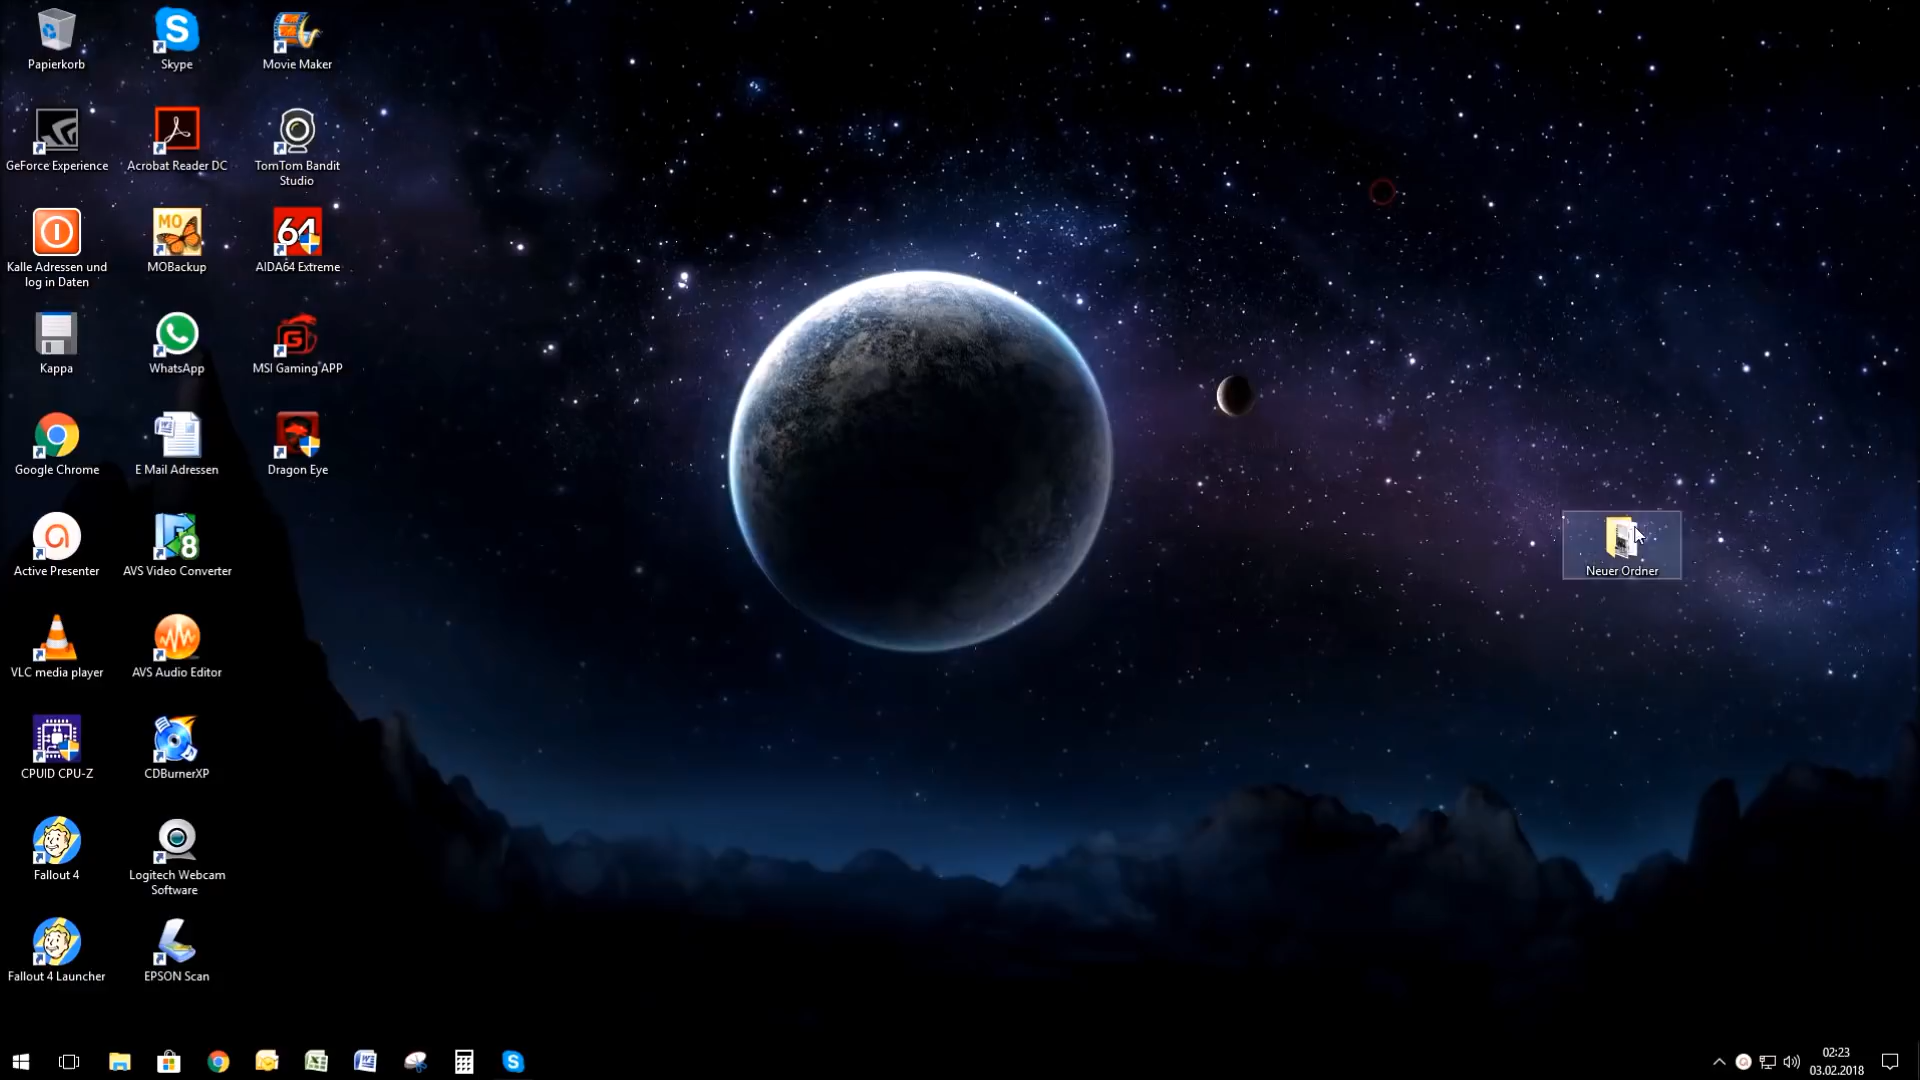 Papierkorb
Skype
Movie Maker
GeForce Experience
Acrobat Reader DC
TomTom Bandit
Studio
Kalle Adressen und
log in Daten
MO
MOBackup
64
AIDA64 Extreme
Kappa
WhatsApp
MSI Gaming APP
Google Chrome
E Mail Adressen
Dragon Eye
Active Presenter
8
AVS Video Converter
Neuer Ordner
VLC media player
AVS Audio Editor
CPUID CPU-Z
CDBurnerXP
Fallout 4
Logitech Webcam
Software
Fallout 4 Launcher
EPSON Scan
02:23
03.02.2018